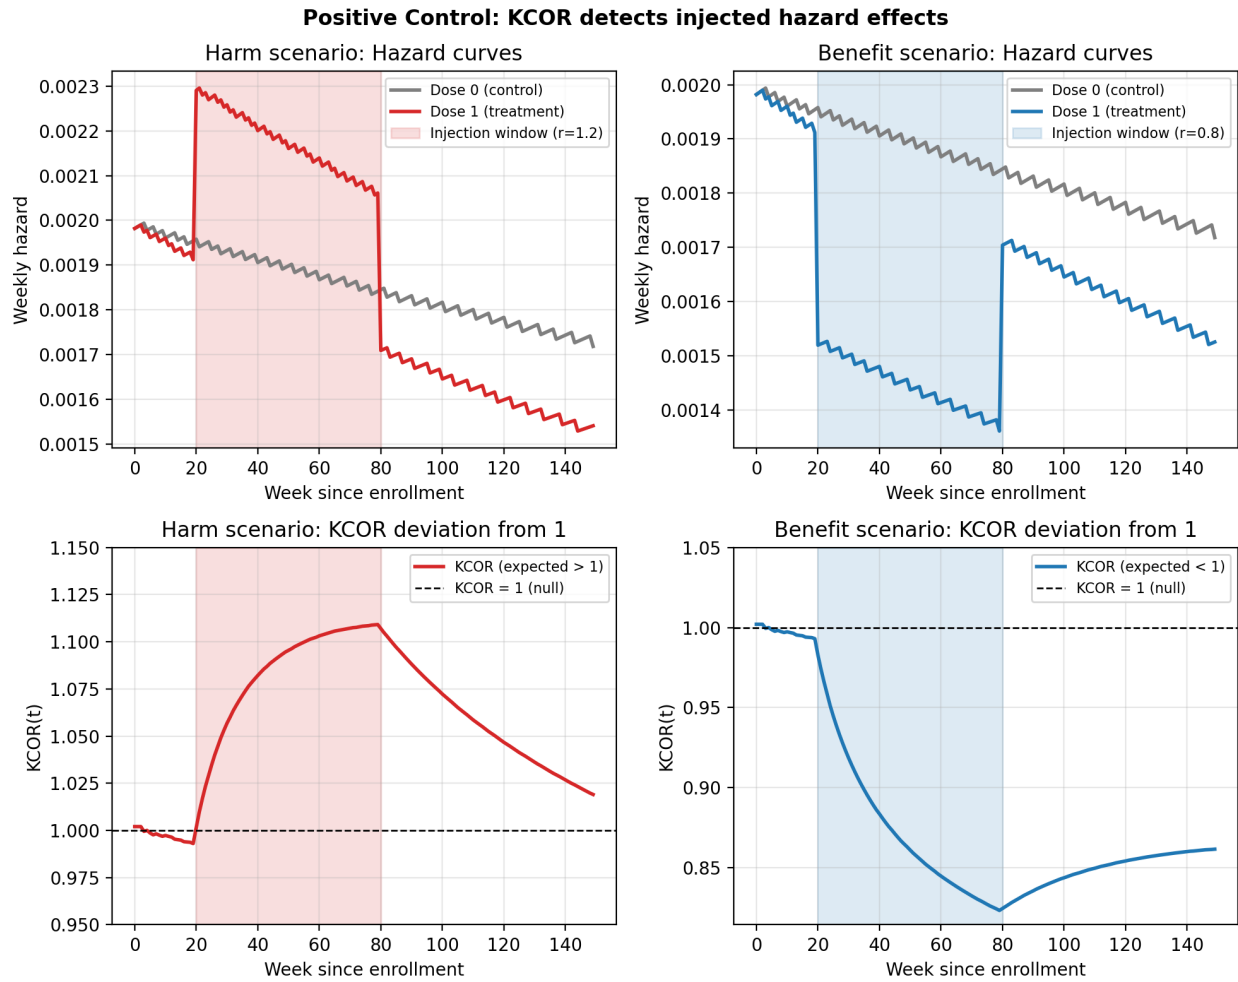 Positive Control: KCOR detects injected hazard effects
Harm scenario: Hazard curves
Weekly hazard
0.0023
0.0022
0.0021
0.0020
0.0019
0.0018
0.0017
0.0016
0.0015
Dose 0 (control)
Dose 1 (treatment)
Injection window (r=1.2)
0 20 40 60 80 100 120 140
Week since enrollment
Benefit scenario: Hazard curves
Weekly hazard
0.0020
0.0019
0.0018
0.0017
0.0016
0.0015
0.0014
Dose 0 (control)
Dose 1 (treatment)
Injection window (r=0.8)
0 20 40 60 80 100 120 140
Week since enrollment
Harm scenario: KCOR deviation from 1
KCOR(t)
1.150
1.125
1.100
1.075
1.050
1.025
1.000
0.975
0.950
KCOR (expected > 1)
KCOR = 1 (null)
0 20 40 60 80 100 120 140
Week since enrollment
Benefit scenario: KCOR deviation from 1
KCOR(t)
1.05
1.00
0.95
0.90
0.85
KCOR (expected < 1)
KCOR = 1 (null)
0 20 40 60 80 100 120 140
Week since enrollment